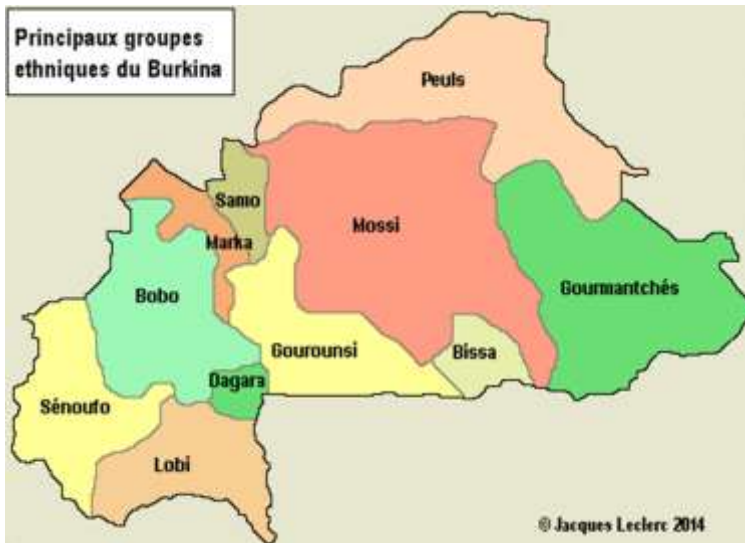 Principaux groupes
ethniques du Burkina
Peuls
Samo
Mossi
Marka
Gourmantchés
Bobo
Gourounsi
Bissa
Dagara
Sénoufo
Lobi
© Jacques Leclerc 2014